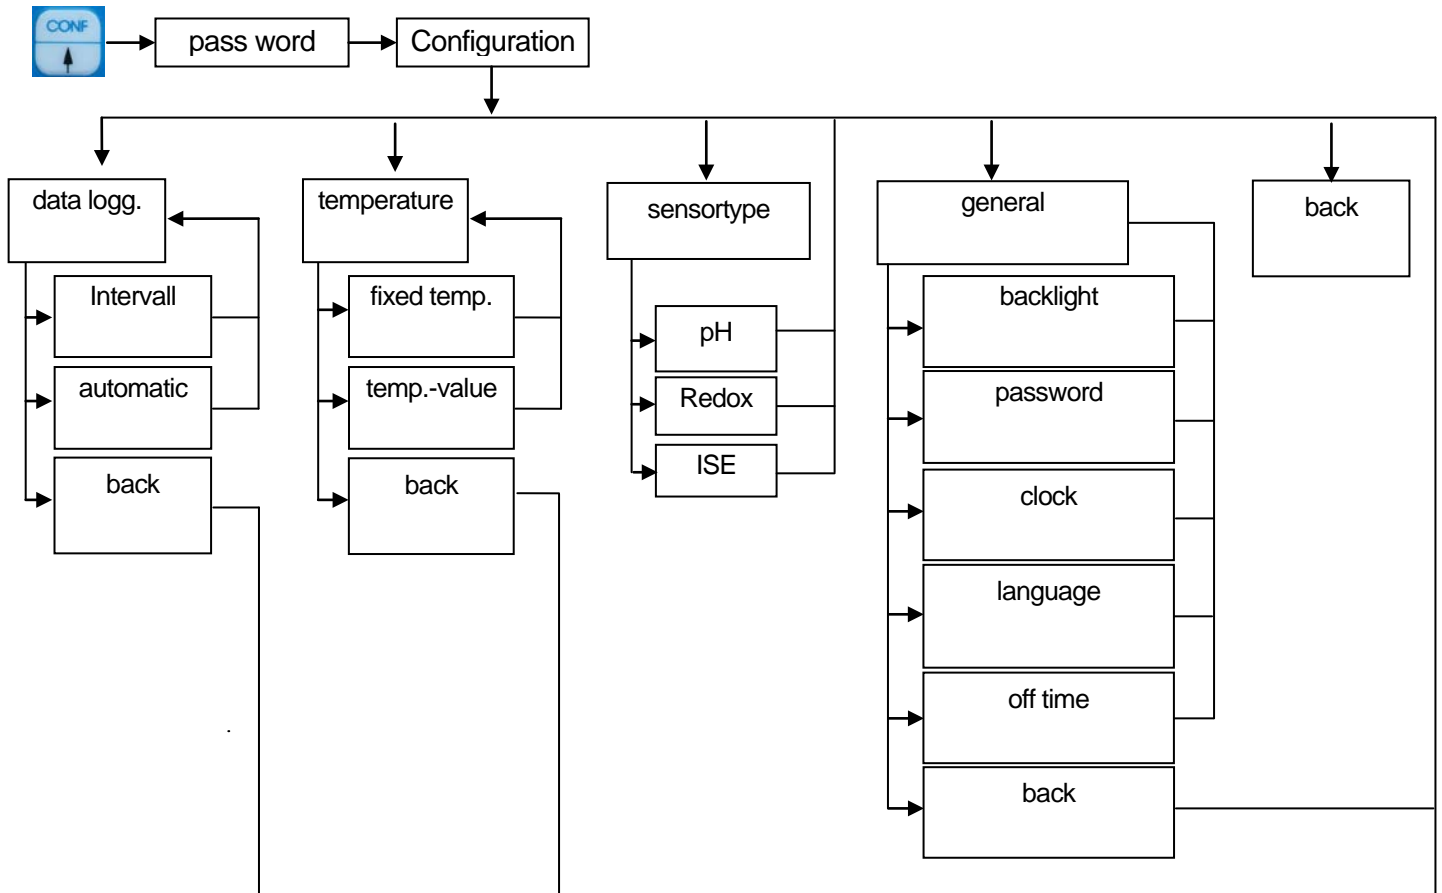 CONF
pass word
Configuration
data logg.
Intervall
automatic
back
temperature
fixed temp.
temp.-value
back
sensortype
pH
Redox
ISE
general
backlight
password
clock
language
off time
back
back
.